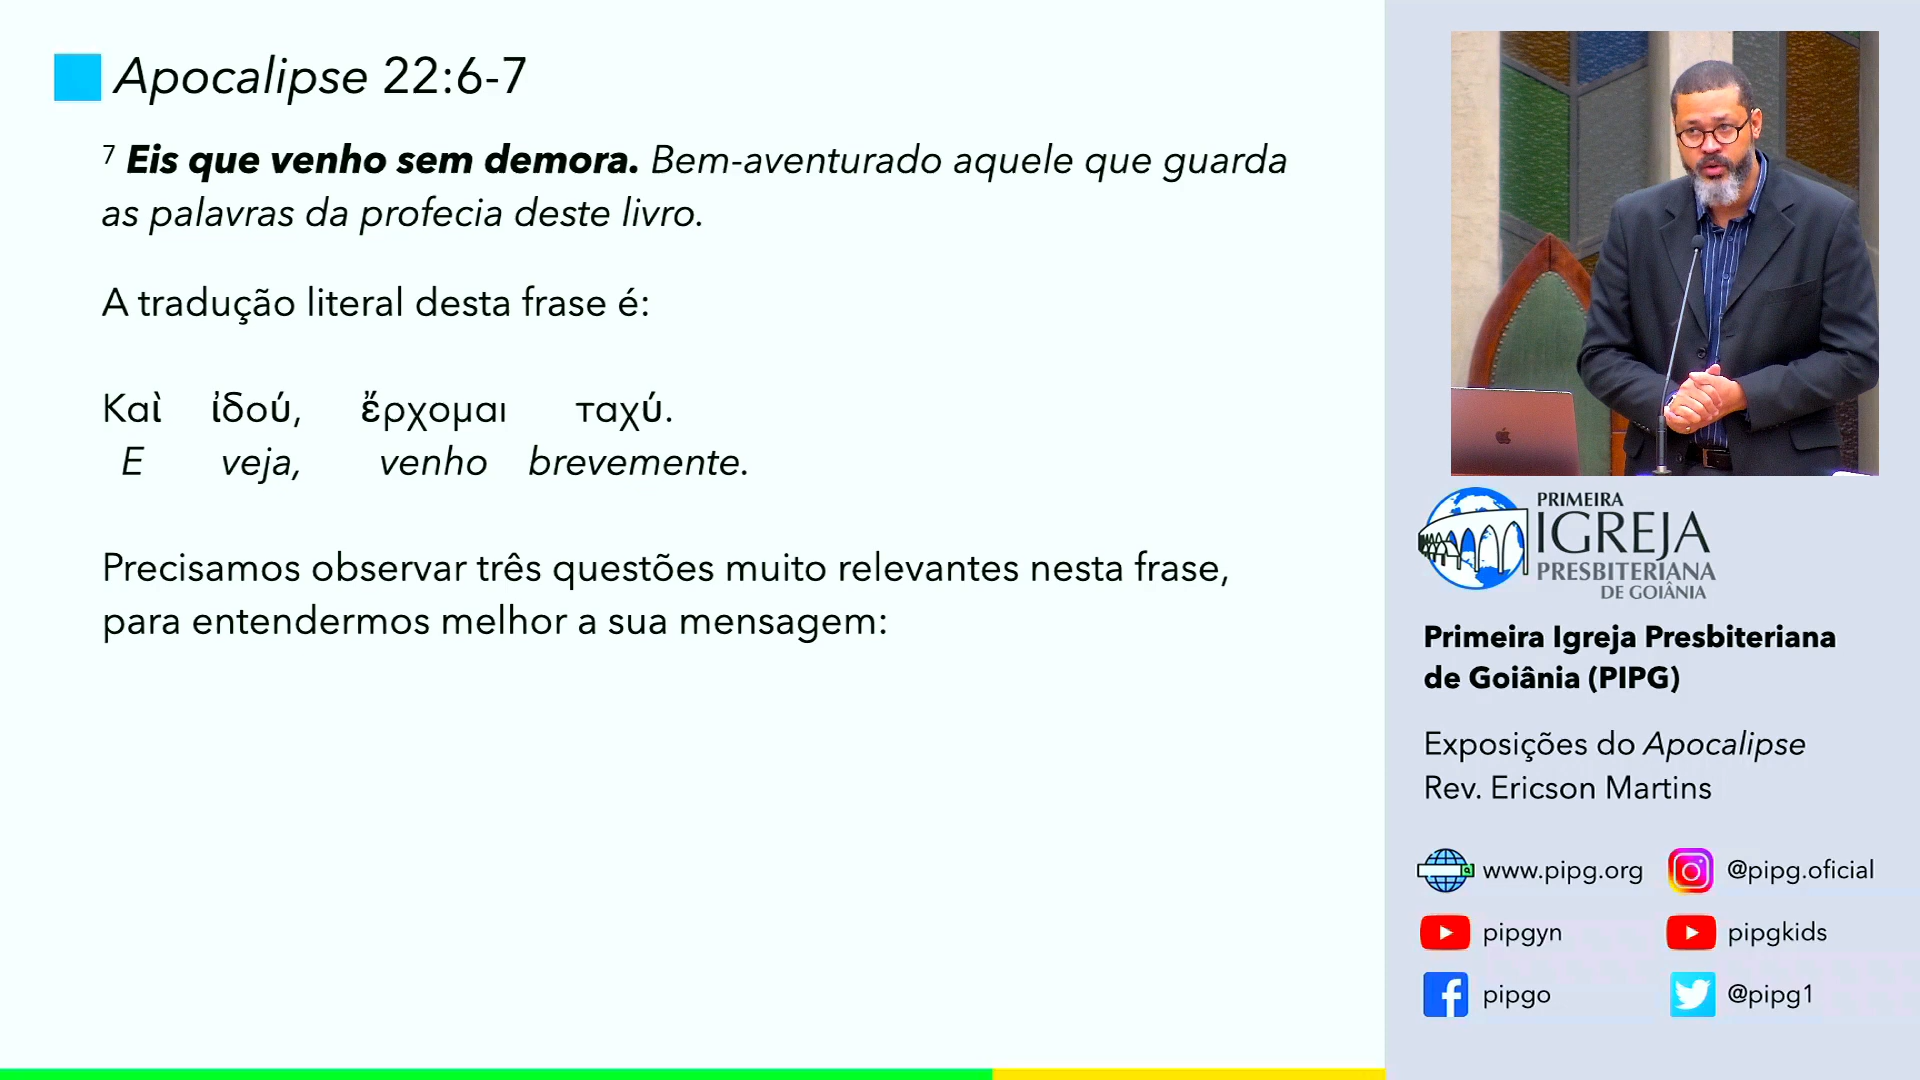 Apocalipse 22:6-7
⁷ Eis que venho sem demora. Bem-aventurado aquele que guarda
as palavras da profecia deste livro.
A tradução literal desta frase é:
Καὶ ἰδού, ἔρχομαι ταχύ.
E veja, venho brevemente.
Precisamos observar três questões muito relevantes nesta frase,
para entendermos melhor a sua mensagem:
PRIMEIRA
IGREJA
PRESBITERIANA
DE GOIÂNIA
Primeira Igreja Presbiteriana
de Goiânia (PIPG)
Exposições do Apocalipse
Rev. Ericson Martins
www.pipg.org @pipg.oficial
pipgyn pipgkids
pipgo @pipg1